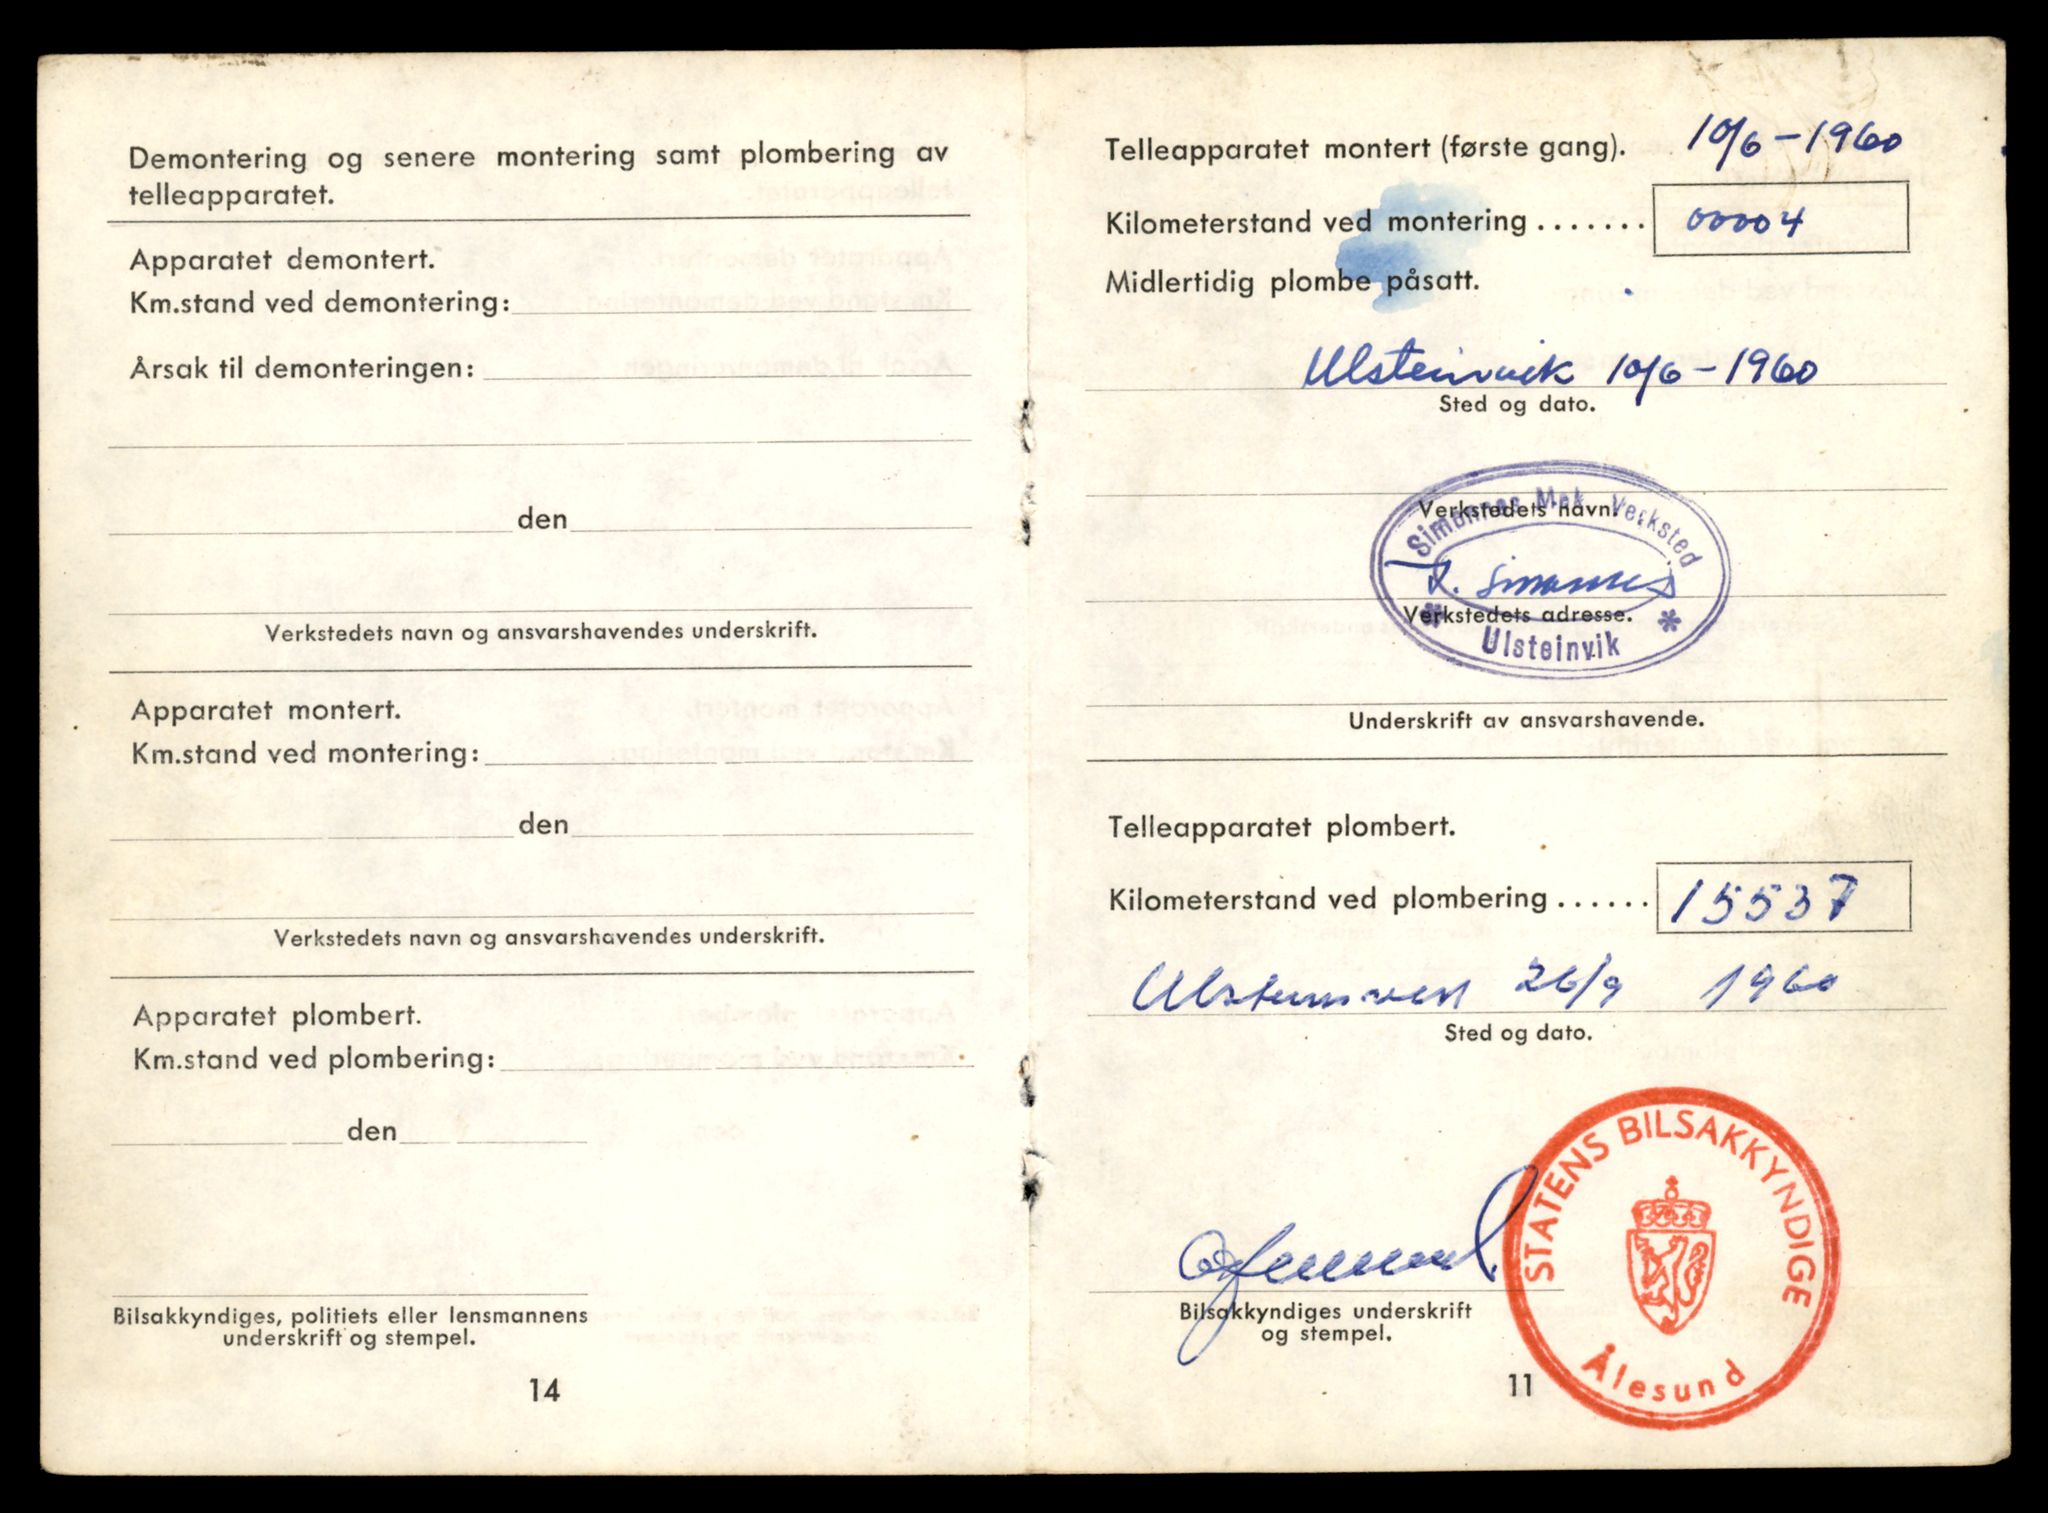 Demontering og senere montering samt plombering av
telleapparatet.
Apparatet demontert.
Km.stand ved demontering:
Årsak til demonteringen:
den
Verkstedets navn og ansvarshavendes underskrift.
Apparatet montert.
Km.stand ved montering:
den
Verkstedets navn og ansvarshavendes underskrift.
Apparatet plombert.
Km.stand ved plombering:
den
Bilsakkyndiges, politiets eller lensmannens
underskrift og stempel.
14
Telleapparatet montert (første gang). 10/6-1960
Kilometerstand ved montering ....... 00004
Midlertidig plombe påsatt.
Ulsteinvik 10/6-1960
Sted og dato.
Verkstedets navn.
Simonnes Mek. Verksted
Simonnes
Verkstedets adresse.
Ulsteinvik
Underskrift av ansvarshavende.
Telleapparatet plombert.
Kilometerstand ved plombering ...... 15537
Ulsteinvik 26/9 1960
Sted og dato.
STATENS BILSAKKYNDIGE
Ålesund
Bilsakkyndiges underskrift
og stempel.
11